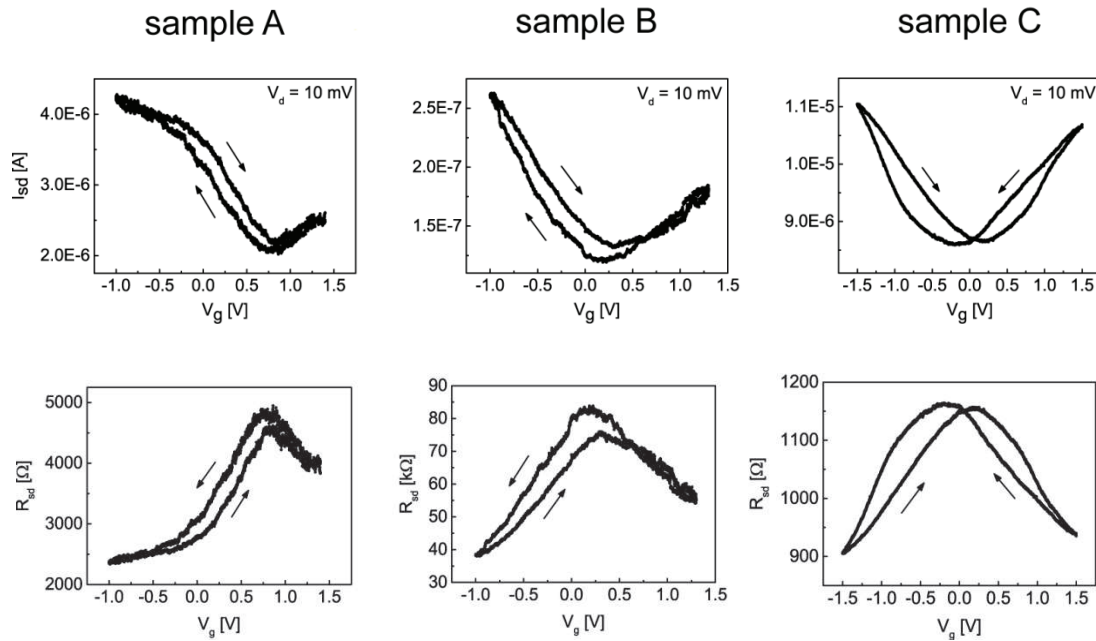 sample A
sample B
sample C
V_d = 10 mV
4.0E-6
3.0E-6
2.0E-6
I_sd [A]
-1.0 -0.5 0.0 0.5 1.0 1.5
V_g [V]
V_d = 10 mV
2.5E-7
2.0E-7
1.5E-7
-1.0 -0.5 0.0 0.5 1.0 1.5
V_g [V]
V_d = 10 mV
1.1E-5
1.0E-5
9.0E-6
-1.5 -1.0 -0.5 0.0 0.5 1.0 1.5
V_g [V]
5000
4000
3000
2000
R_sd [Ω]
-1.0 -0.5 0.0 0.5 1.0 1.5
V_g [V]
90
80
70
60
50
40
30
R_sd [kΩ]
-1.0 -0.5 0.0 0.5 1.0 1.5
V_g [V]
1200
1100
1000
900
R_sd [Ω]
-1.5 -1.0 -0.5 0.0 0.5 1.0 1.5
V_g [V]